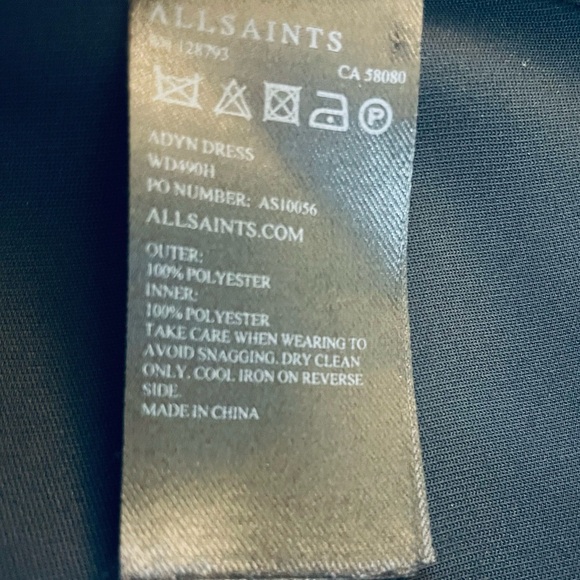 ALLSAINTS
RN 128793
CA 58080
P
ADYN DRESS
WD490H
PO NUMBER: AS10056
ALLSAINTS.COM
OUTER:
100% POLYESTER
INNER:
100% POLYESTER
TAKE CARE WHEN WEARING TO
AVOID SNAGGING. DRY CLEAN
ONLY. COOL IRON ON REVERSE
SIDE.
MADE IN CHINA